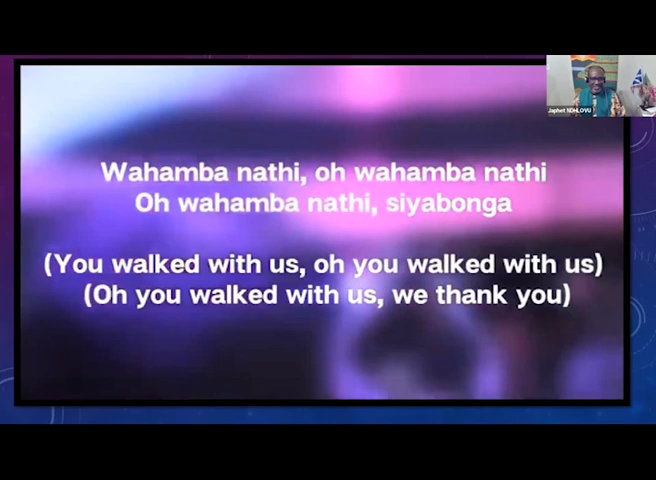 Japhet NDHLOVU
Wahamba nathi, oh wahamba nathi
Oh wahamba nathi, siyabonga
(You walked with us, oh you walked with us)
(Oh you walked with us, we thank you)